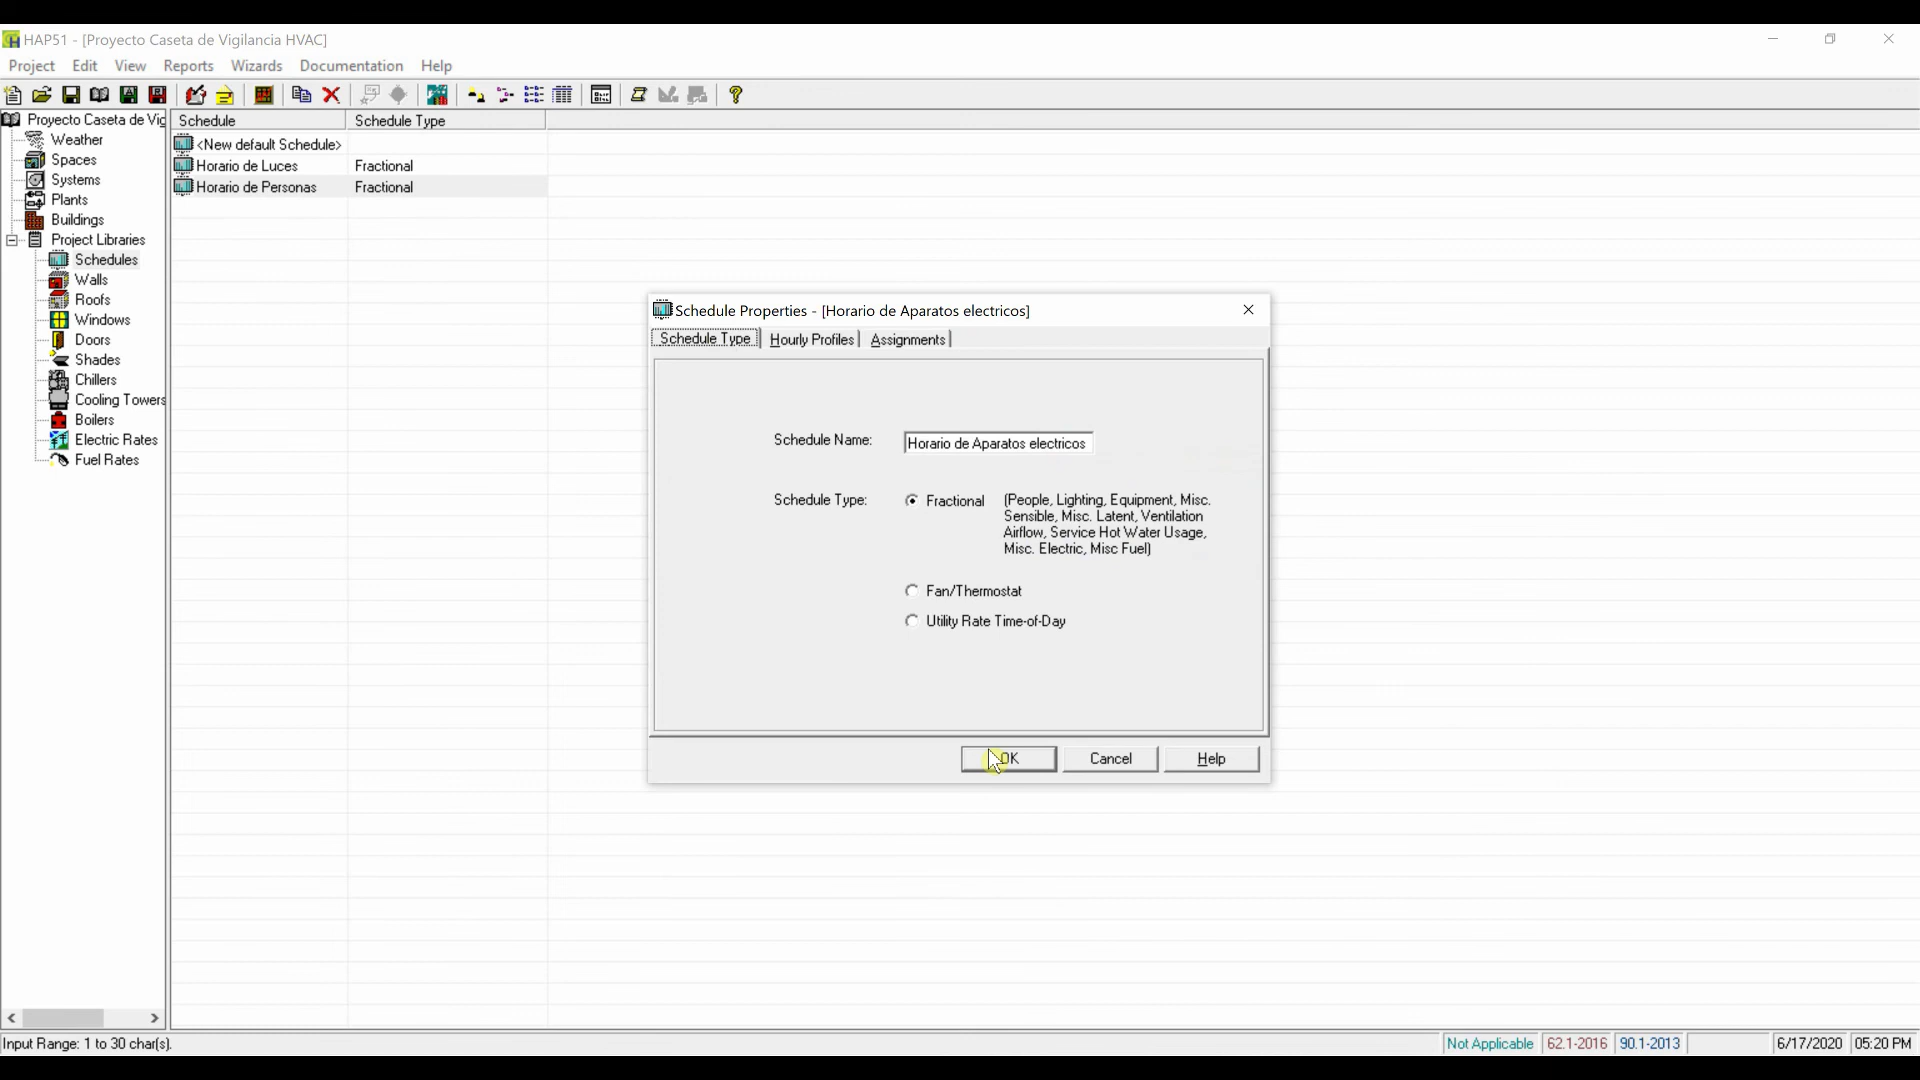 HAP51 - [Proyecto Caseta de Vigilancia HVAC]
Project Edit View Reports Wizards Documentation Help
Proyecto Caseta de Vig
Weather
Spaces
Systems
Plants
Buildings
Project Libraries
Schedules
Walls
Roofs
Windows
Doors
Shades
Chillers
Cooling Towers
Boilers
Electric Rates
Fuel Rates
Schedule Schedule Type
<New default Schedule>
Horario de Luces Fractional
Horario de Personas Fractional
Schedule Properties - [Horario de Aparatos electricos]
Schedule Type Hourly Profiles Assignments
Schedule Name: Horario de Aparatos electricos
Schedule Type: Fractional (People, Lighting, Equipment, Misc.
Sensible, Misc. Latent, Ventilation
Airflow, Service Hot Water Usage,
Misc. Electric, Misc Fuel)
Fan/Thermostat
Utility Rate Time-of-Day
OK Cancel Help
Input Range: 1 to 30 char(s).
Not Applicable 62.1-2016 90.1-2013 6/17/2020 05:20 PM